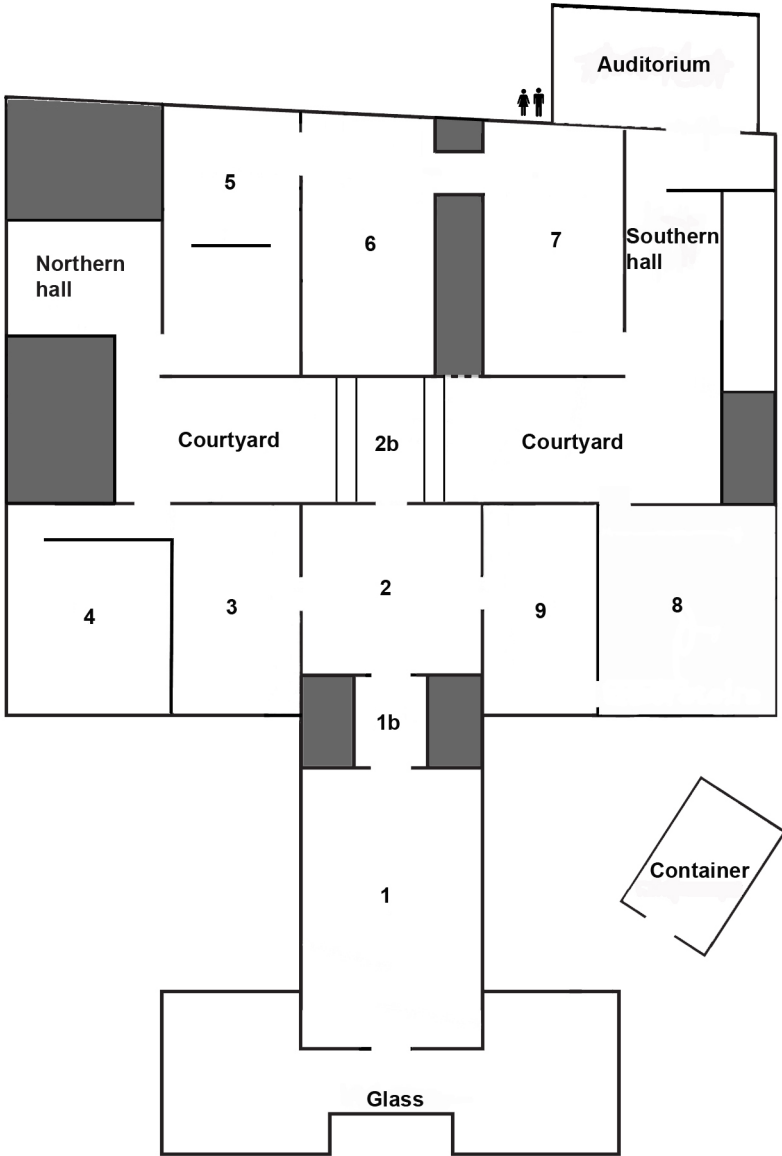 Auditorium
5
6
7
Northern
hall
Southern
hall
Courtyard
2b
Courtyard
4
3
2
9
8
1b
1
Container
Glass